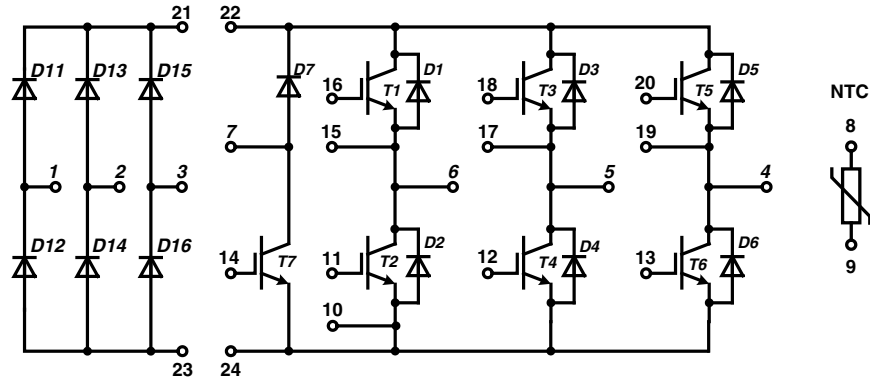 21 22
D11 D13 D15 D7 D1 D3 D5
16 T1 18 T3 20 T5
NTC
7 15 17 19 8
1 2 3 6 5 4
D12 D14 D16 D2 D4 D6
14 T7 11 T2 12 T4 13 T6
9
10
23 24